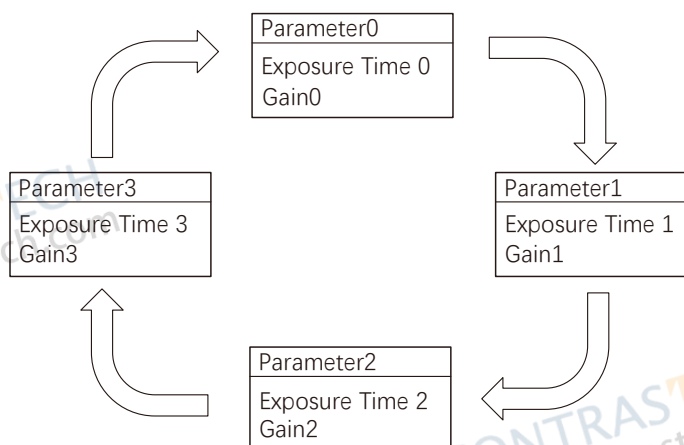 Parameter0
Exposure Time 0
Gain0
Parameter3
Exposure Time 3
Gain3
Parameter1
Exposure Time 1
Gain1
Parameter2
Exposure Time 2
Gain2